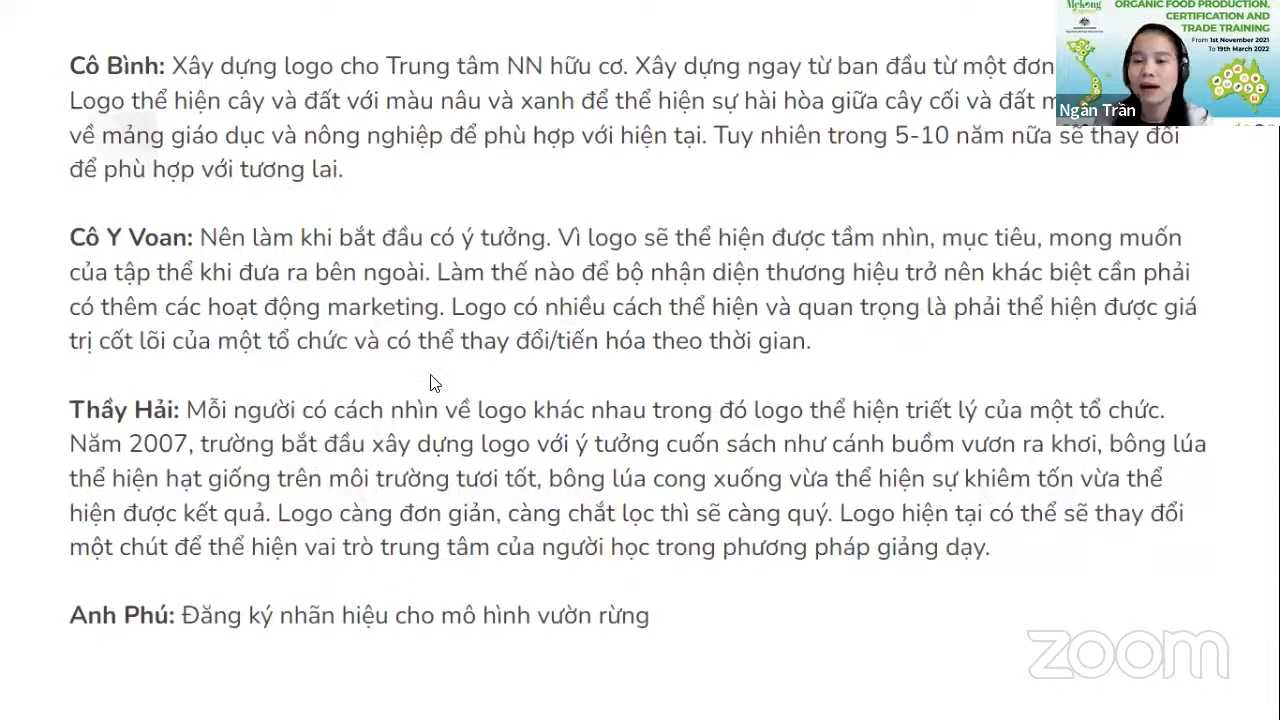 Cô Bình: Xây dựng logo cho Trung tâm NN hữu cơ. Xây dựng ngay từ ban đầu từ một đơn
Logo thể hiện cây và đất với màu nâu và xanh để thể hiện sự hài hòa giữa cây cối và đất
về mảng giáo dục và nông nghiệp để phù hợp với hiện tại. Tuy nhiên trong 5-10 năm nữa sẽ thay đổi
để phù hợp với tương lai.
Cô Y Voan: Nên làm khi bắt đầu có ý tưởng. Vì logo sẽ thể hiện được tầm nhìn, mục tiêu, mong muốn
của tập thể khi đưa ra bên ngoài. Làm thế nào để bộ nhận diện thương hiệu trở nên khác biệt cần phải
có thêm các hoạt động marketing. Logo có nhiều cách thể hiện và quan trọng là phải thể hiện được giá
trị cốt lõi của một tổ chức và có thể thay đổi/tiến hóa theo thời gian.
Thầy Hải: Mỗi người có cách nhìn về logo khác nhau trong đó logo thể hiện triết lý của một tổ chức.
Năm 2007, trường bắt đầu xây dựng logo với ý tưởng cuốn sách như cánh buồm vươn ra khơi, bông lúa
thể hiện hạt giống trên môi trường tươi tốt, bông lúa cong xuống vừa thể hiện sự khiêm tốn vừa thể
hiện được kết quả. Logo càng đơn giản, càng chắt lọc thì sẽ càng quý. Logo hiện tại có thể sẽ thay đổi
một chút để thể hiện vai trò trung tâm của người học trong phương pháp giảng dạy.
Anh Phú: Đăng ký nhãn hiệu cho mô hình vườn rừng
Mekong
ORGANIC FOOD PRODUCTION,
CERTIFICATION AND
TRADE TRAINING
From 1st November 2021
To 19th March 2022
Ngân Trần
zoom